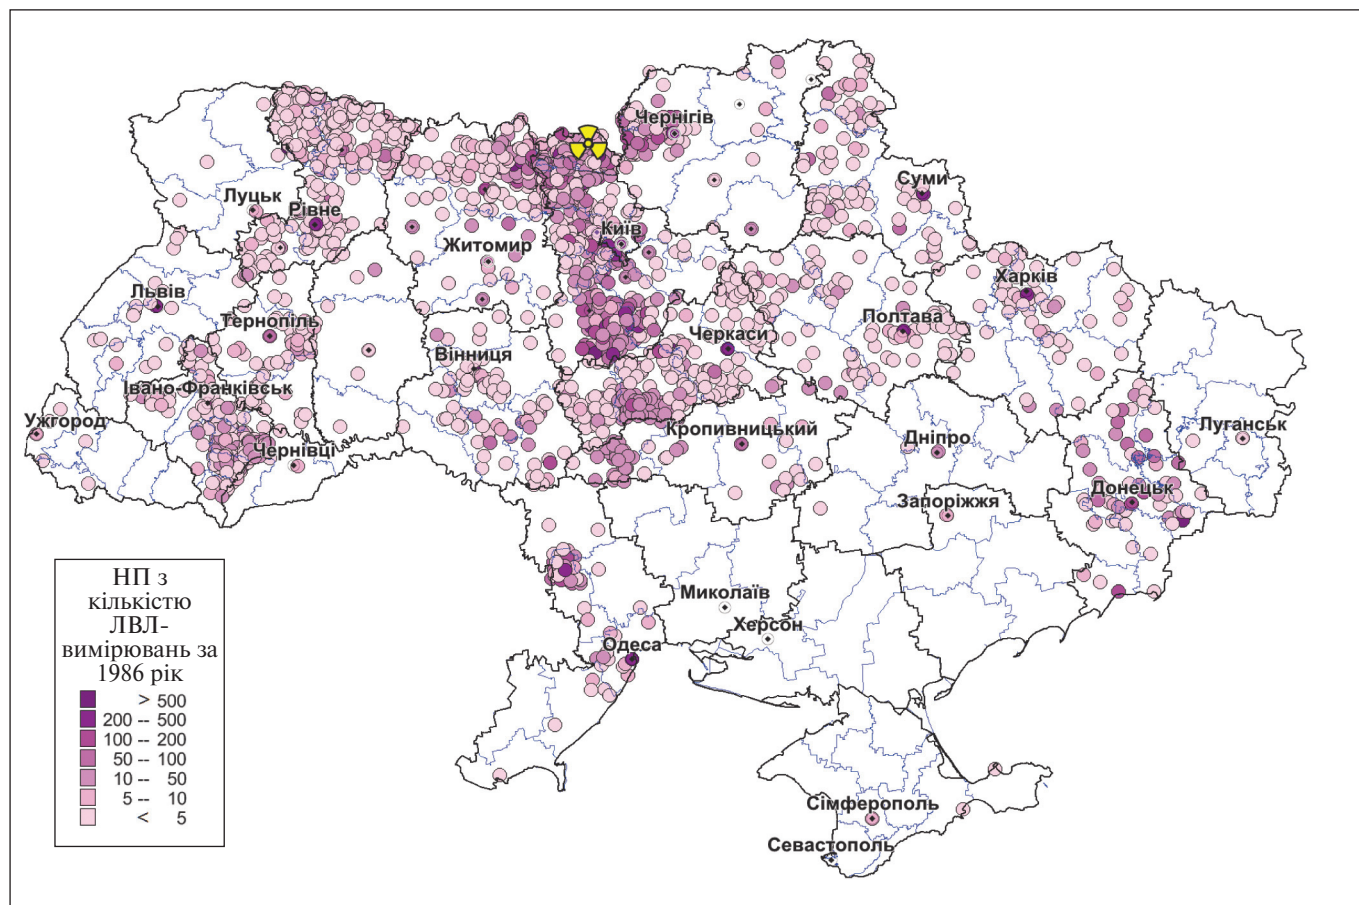 Чернігів
Суми
Луцьк
Рівне
Київ
Житомир
Харків
Львів
Тернопіль
Полтава
Черкаси
Вінниця
Івано-Франківськ
Ужгород
Кропивницький
Луганськ
Дніпро
Чернівці
Донецьк
Запоріжжя
Миколаїв
Херсон
Одеса
Сімферополь
Севастополь
НП з
кількістю
ЛВЛ-
вимірювань за
1986 рік
> 500
200 -- 500
100 -- 200
50 -- 100
10 -- 50
5 -- 10
< 5